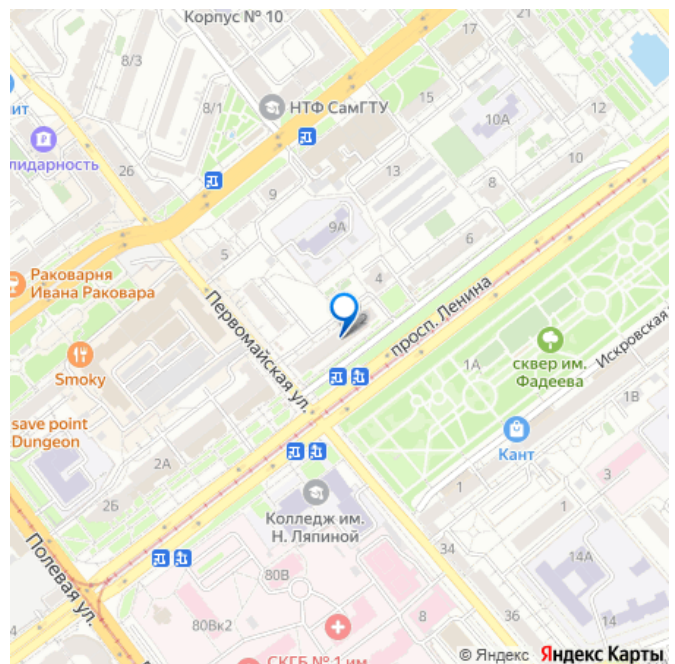 Корпус № 10
17
21
8/3
ит
8/1
НТФ СамГТУ
15
10А
12
лидарность
26
13
10
9
8
9А
6
5
4
Раковарня
Ивана Раковара
Первомайская ул.
просп. Ленина
1А
сквер им.
Фадеева
Искровская
Smoky
1В
save point
Dungeon
Кант
2А
3
1
2Б
1
Колледж им.
Н. Ляпиной
34
14А
Полевая ул.
80В
80Вк2
8
36
14
СКГБ № 1 им.
© Яндекс Яндекс Карты